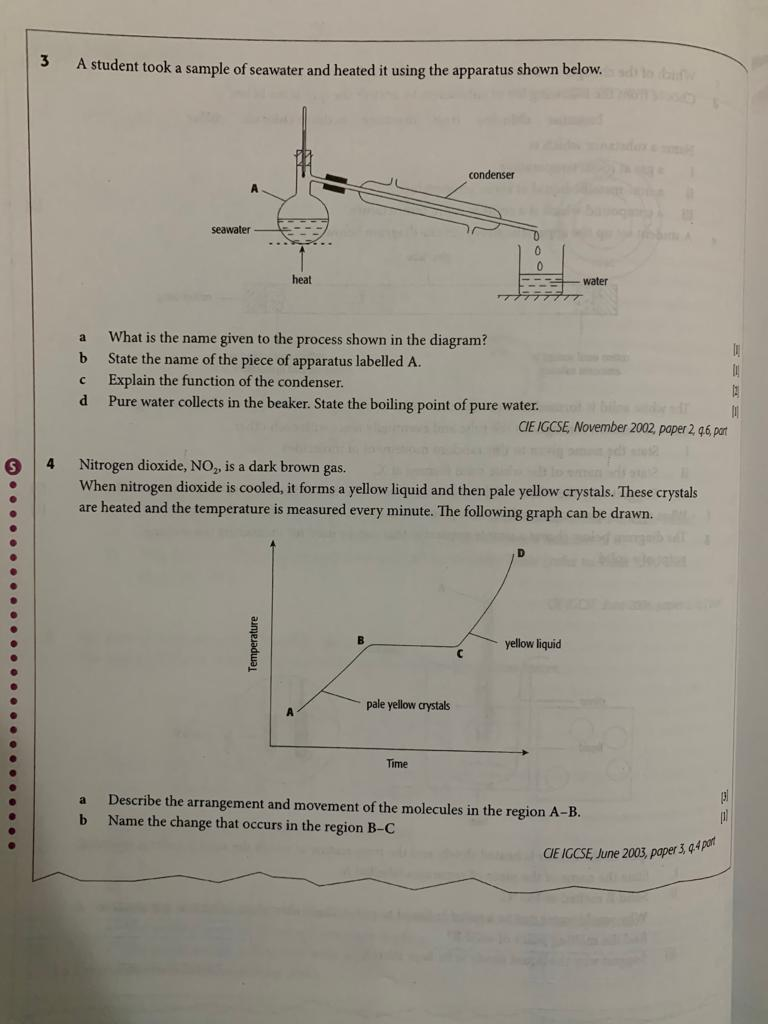 3 A student took a sample of seawater and heated it using the apparatus shown below.
condenser
A
seawater
heat
water
a What is the name given to the process shown in the diagram? [1]
b State the name of the piece of apparatus labelled A. [1]
c Explain the function of the condenser. [2]
d Pure water collects in the beaker. State the boiling point of pure water. [1]
CIE IGCSE, November 2002, paper 2, q.6, part
S 4 Nitrogen dioxide, NO₂, is a dark brown gas.
When nitrogen dioxide is cooled, it forms a yellow liquid and then pale yellow crystals. These crystals
are heated and the temperature is measured every minute. The following graph can be drawn.
D
Temperature
B
C
yellow liquid
A
pale yellow crystals
Time
a Describe the arrangement and movement of the molecules in the region A–B. [3]
b Name the change that occurs in the region B–C [1]
CIE IGCSE, June 2003, paper 3, q.4 part